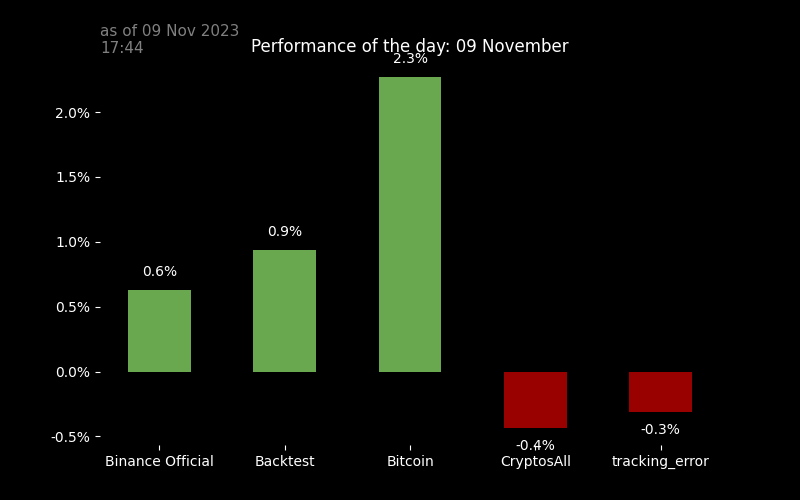 as of 09 Nov 2023
17:44
Performance of the day: 09 November
2.3%
2.0%
1.5%
1.0%
0.9%
0.6%
0.5%
0.0%
-0.3%
-0.5%
-0.4%
Binance Official
Backtest
Bitcoin
CryptosAll
tracking_error